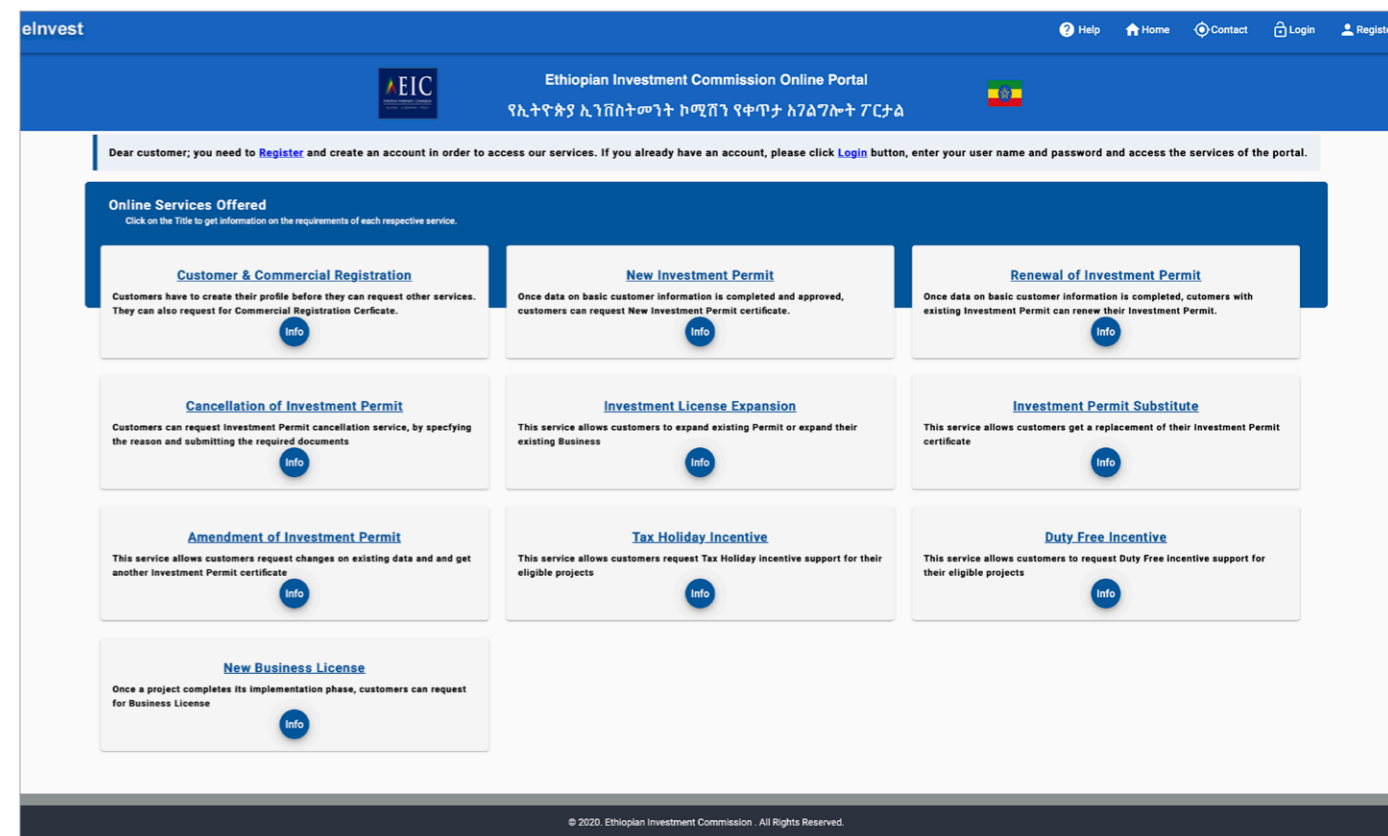 eInvest
Help
Home
Contact
Login
Registe
AEIC
Ethiopian Investment Commission Online Portal
የኢትዮጵያ ኢንቨስትመንት ኮሚሽን የቀጥታ አገልግሎት ፖርታል
Dear customer; you need to Register and create an account in order to access our services. If you already have an account, please click Login button, enter your user name and password and access the services of the portal.
Online Services Offered
Click on the Title to get information on the requirements of each respective service.
Customer & Commercial Registration
Customers have to create their profile before they can request other services.
They can also request for Commercial Registration Cerficate.
Info
New Investment Permit
Once data on basic customer information is completed and approved,
customers can request New Investment Permit certificate.
Info
Renewal of Investment Permit
Once data on basic customer information is completed, cutomers with
existing Investment Permit can renew their Investment Permit.
Info
Cancellation of Investment Permit
Customers can request Investment Permit cancellation service, by specfying
the reason and submitting the required documents
Info
Investment License Expansion
This service allows customers to expand existing Permit or expand their
existing Business
Info
Investment Permit Substitute
This service allows customers get a replacement of their Investment Permit
certificate
Info
Amendment of Investment Permit
This service allows customers request changes on existing data and and get
another Investment Permit certificate
Info
Tax Holiday Incentive
This service allows customers request Tax Holiday incentive support for their
eligible projects
Info
Duty Free Incentive
This service allows customers to request Duty Free incentive support for
their eligible projects
Info
New Business License
Once a project completes its implementation phase, customers can request
for Business License
Info
© 2020. Ethiopian Investment Commission . All Rights Reserved.